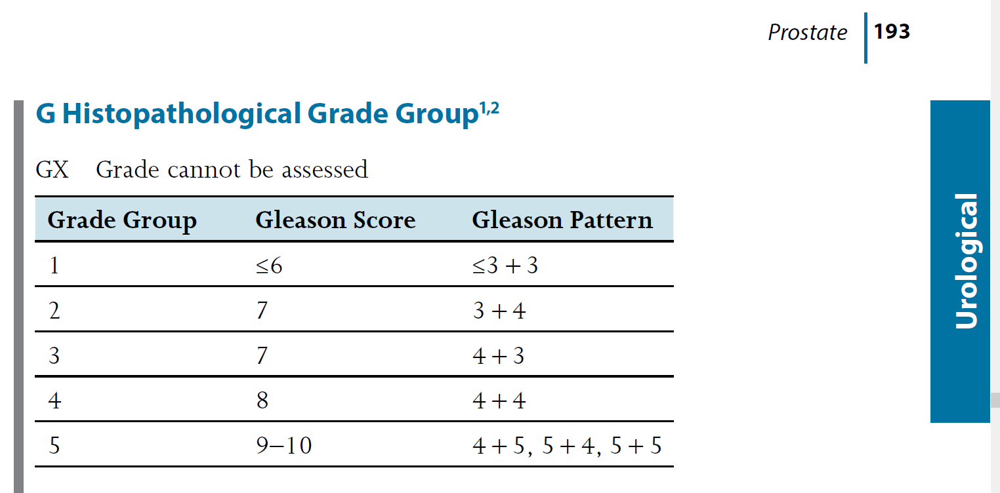 Prostate 193
G Histopathological Grade Group1,2
GX Grade cannot be assessed
Grade Group Gleason Score Gleason Pattern
1 ≤6 ≤3 + 3
2 7 3 + 4
3 7 4 + 3
4 8 4 + 4
5 9–10 4 + 5, 5 + 4, 5 + 5
Urological